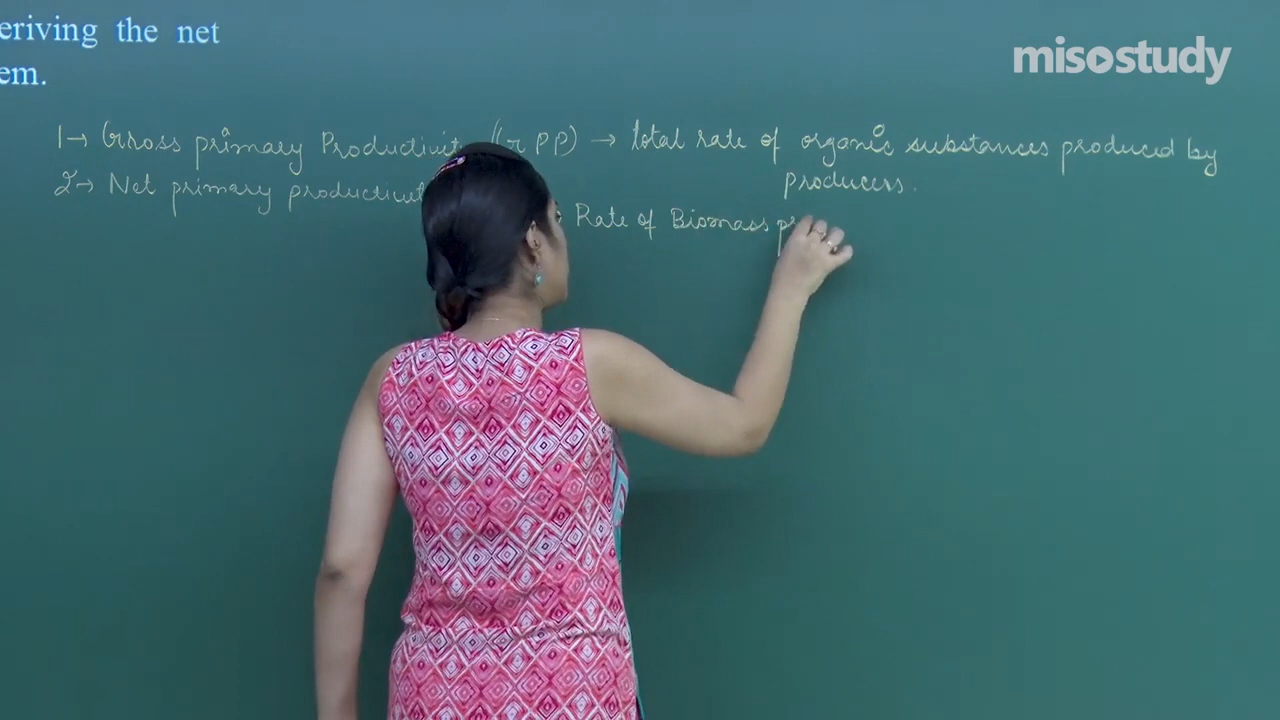 eriving the net
em.
misostudy
1→ Gross primary Productivit (GPP) → total rate of organic substances produced by
producers.
2→ Net primary productivit
Rate of Biomass pr